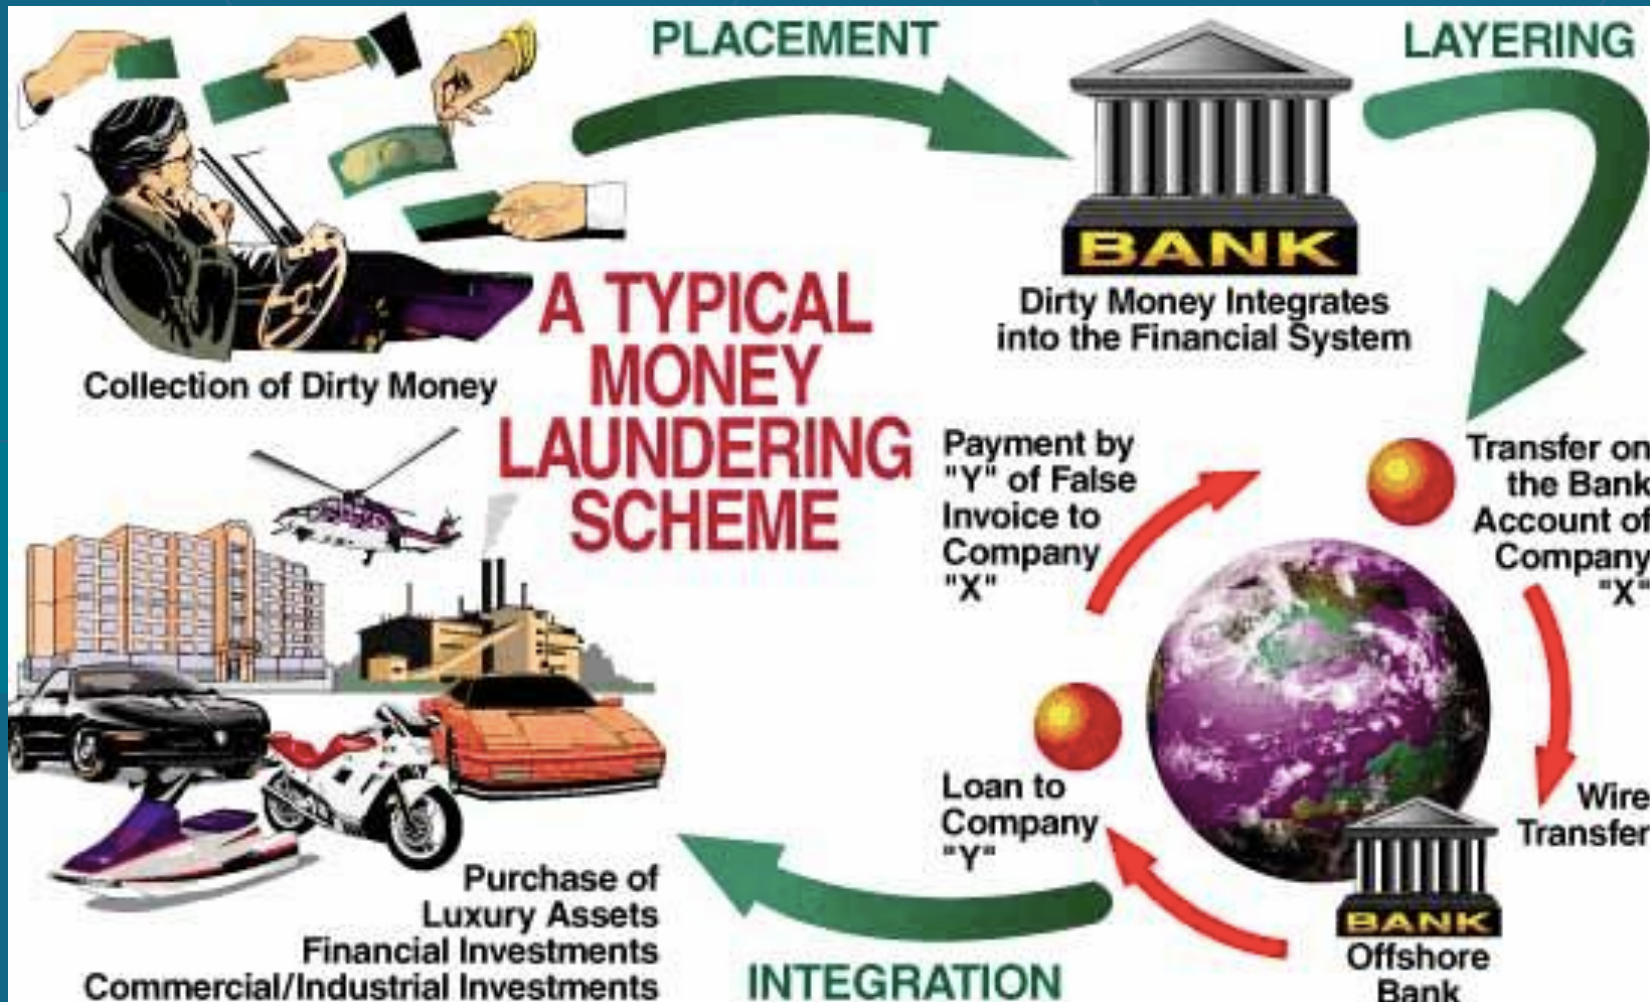 PLACEMENT
LAYERING
BANK
Dirty Money Integrates
into the Financial System
Collection of Dirty Money
A TYPICAL
MONEY
LAUNDERING
SCHEME
Payment by
"Y" of False
Invoice to
Company
"X"
Transfer on
the Bank
Account of
Company
"X"
Wire
Transfer
Loan to
Company
"Y"
BANK
Offshore
Bank
Purchase of
Luxury Assets
Financial Investments
Commercial/Industrial Investments
INTEGRATION